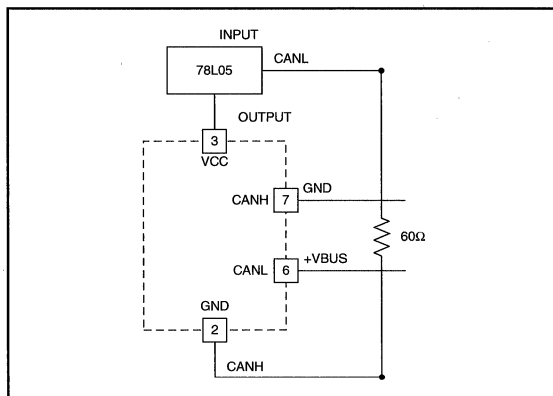 INPUT
78L05
CANL
OUTPUT
3
VCC
CANH
7
GND
60Ω
CANL
6
+VBUS
GND
2
CANH